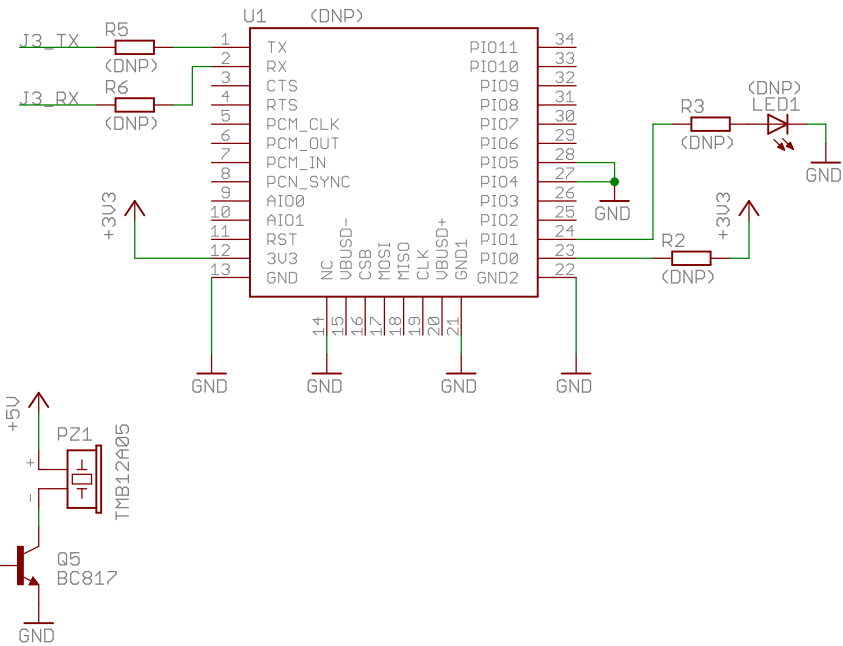 U1 (DNP)
J3_TX
R5
(DNP)
J3_RX
R6
(DNP)
1 TX
2 RX
3 CTS
4 RTS
5 PCM_CLK
6 PCM_OUT
7 PCM_IN
8 PCN_SYNC
9 AIO0
10 AIO1
11 RST
12 3V3
13 GND
14 NC
15 VBUSD-
16 CSB
17 MOSI
18 MISO
19 CLK
20 VBUSD+
21 GND1
PIO11 34
PIO10 33
PIO9 32
PIO8 31
PIO7 30
PIO6 29
PIO5 28
PIO4 27
PIO3 26
PIO2 25
PIO1 24
PIO0 23
GND2 22
+3V3
GND
GND
GND
GND
GND
R3
(DNP)
(DNP)
LED1
GND
R2
(DNP)
+3V3
+5V
PZ1
TMB12A05
+
-
Q5
BC817
GND